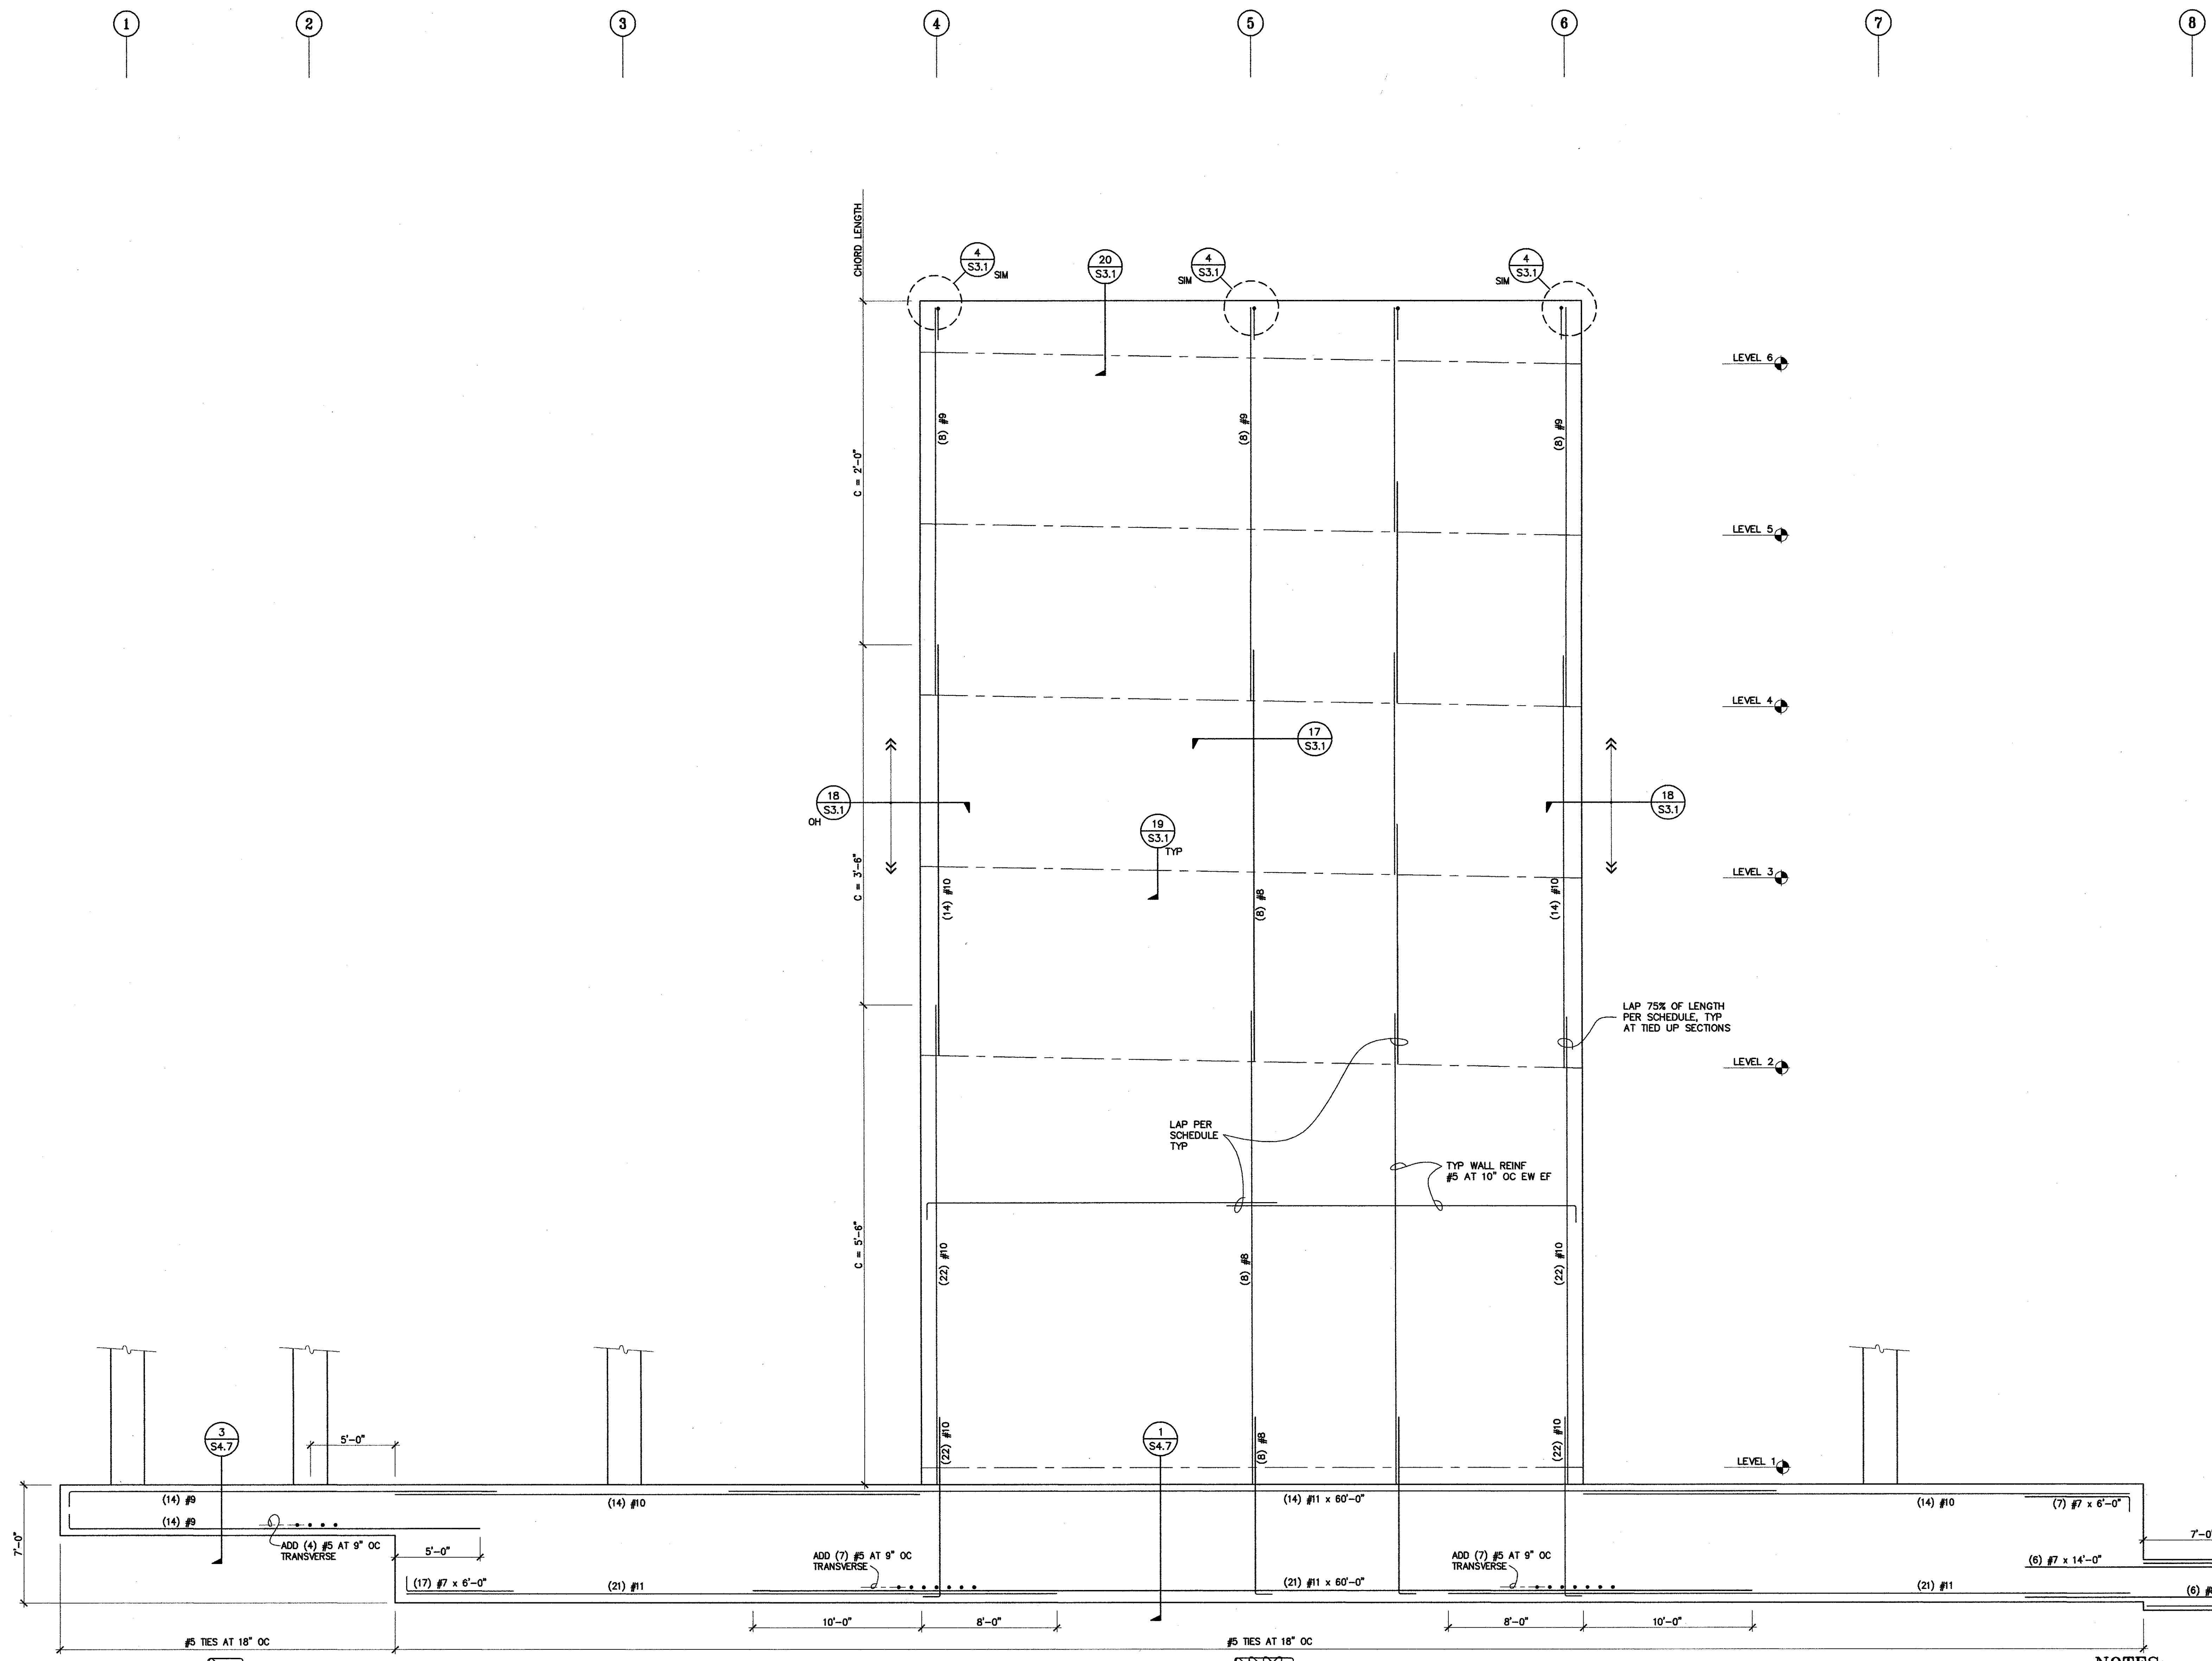 1
2
3
4
5
6
7
8
CHORD LENGTH
4
S3.1
SIM
20
S3.1
4
S3.1
SIM
4
S3.1
SIM
LEVEL 6
(8) #9
(8) #9
(8) #9
C = 2'-0"
LEVEL 5
LEVEL 4
17
S3.1
18
S3.1
OH
18
S3.1
19
S3.1
TYP
C = 3'-6"
LEVEL 3
(14) #10
(8) #8
(14) #10
LAP 75% OF LENGTH
PER SCHEDULE, TYP
AT TIED UP SECTIONS
LEVEL 2
LAP PER
SCHEDULE
TYP
TYP WALL REINF
#5 AT 10" OC EW EF
C = 5'-6"
(22) #10
(8) #8
(22) #10
3
S4.7
5'-0"
1
S4.7
(22) #10
(8) #8
(22) #10
LEVEL 1
(14) #9
(14) #10
(14) #11 x 60'-0"
(14) #10
(7) #7 x 6'-0"
(14) #9
7'-0"
ADD (4) #5 AT 9" OC
TRANSVERSE
5'-0"
ADD (7) #5 AT 9" OC
TRANSVERSE
ADD (7) #5 AT 9" OC
TRANSVERSE
7'-0"
(6) #7 x 14'-0"
(17) #7 x 6'-0"
(21) #11
(21) #11 x 60'-0"
(21) #11
(6)
10'-0"
8'-0"
8'-0"
10'-0"
#5 TIES AT 18" OC
#5 TIES AT 18" OC
NOTES